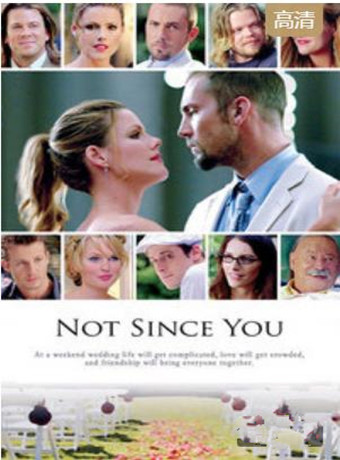 高清
NOT SINCE YOU
At a weekend wedding life will get complicated, love will get crowded,
and friendship will bring everyone together.